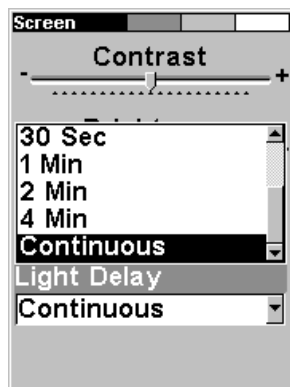 Screen
Contrast
- +
30 Sec
1 Min
2 Min
4 Min
Continuous
Light Delay
Continuous